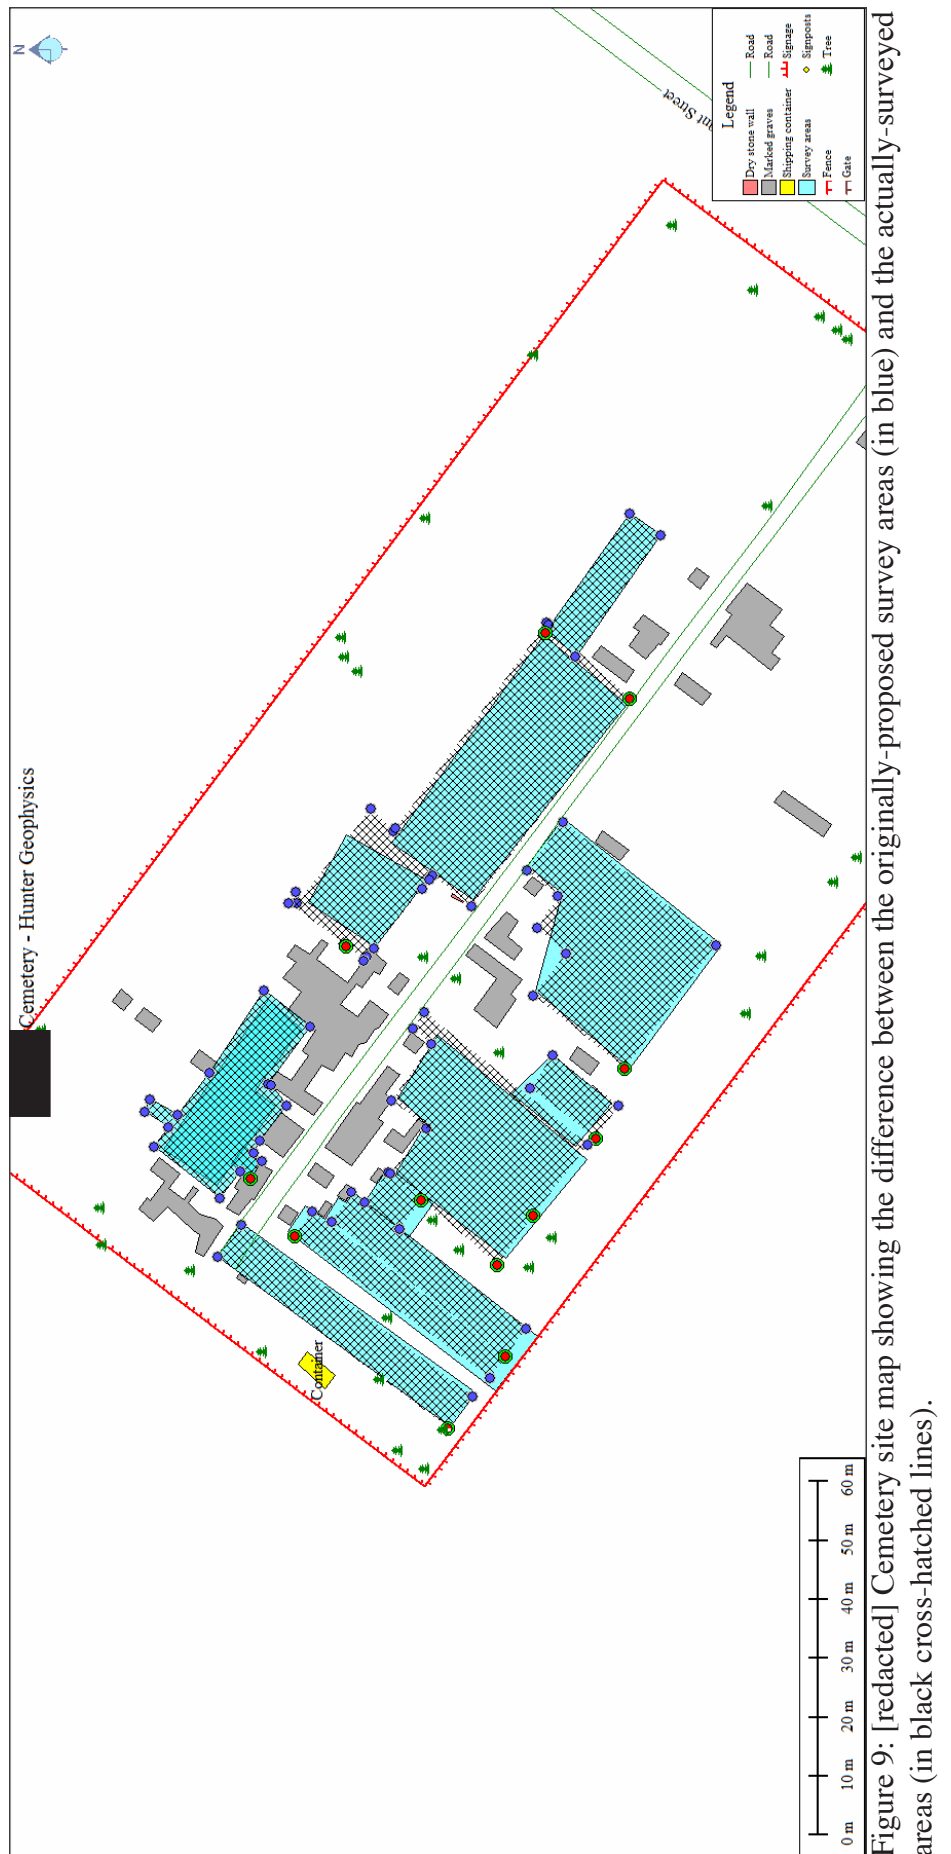 Cemetery - Hunter Geophysics
N
nt Street
Container
Legend
Dry stone wall
Marked graves
Shipping container
Survey areas
Fence
Gate
Road
Road
Signage
Signposts
Tree
0 m 10 m 20 m 30 m 40 m 50 m 60 m
Figure 9: [redacted] Cemetery site map showing the difference between the originally-proposed survey areas (in blue) and the actually-surveyed
areas (in black cross-hatched lines).